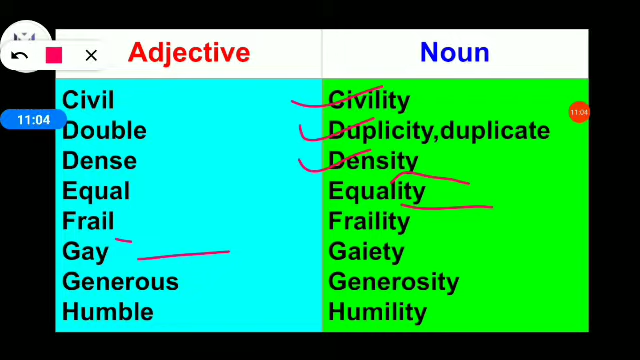 Adjective Noun
Civil Civility
11:04 11:04
Double Duplicity,duplicate
Dense Density
Equal Equality
Frail Fraility
Gay Gaiety
Generous Generosity
Humble Humility